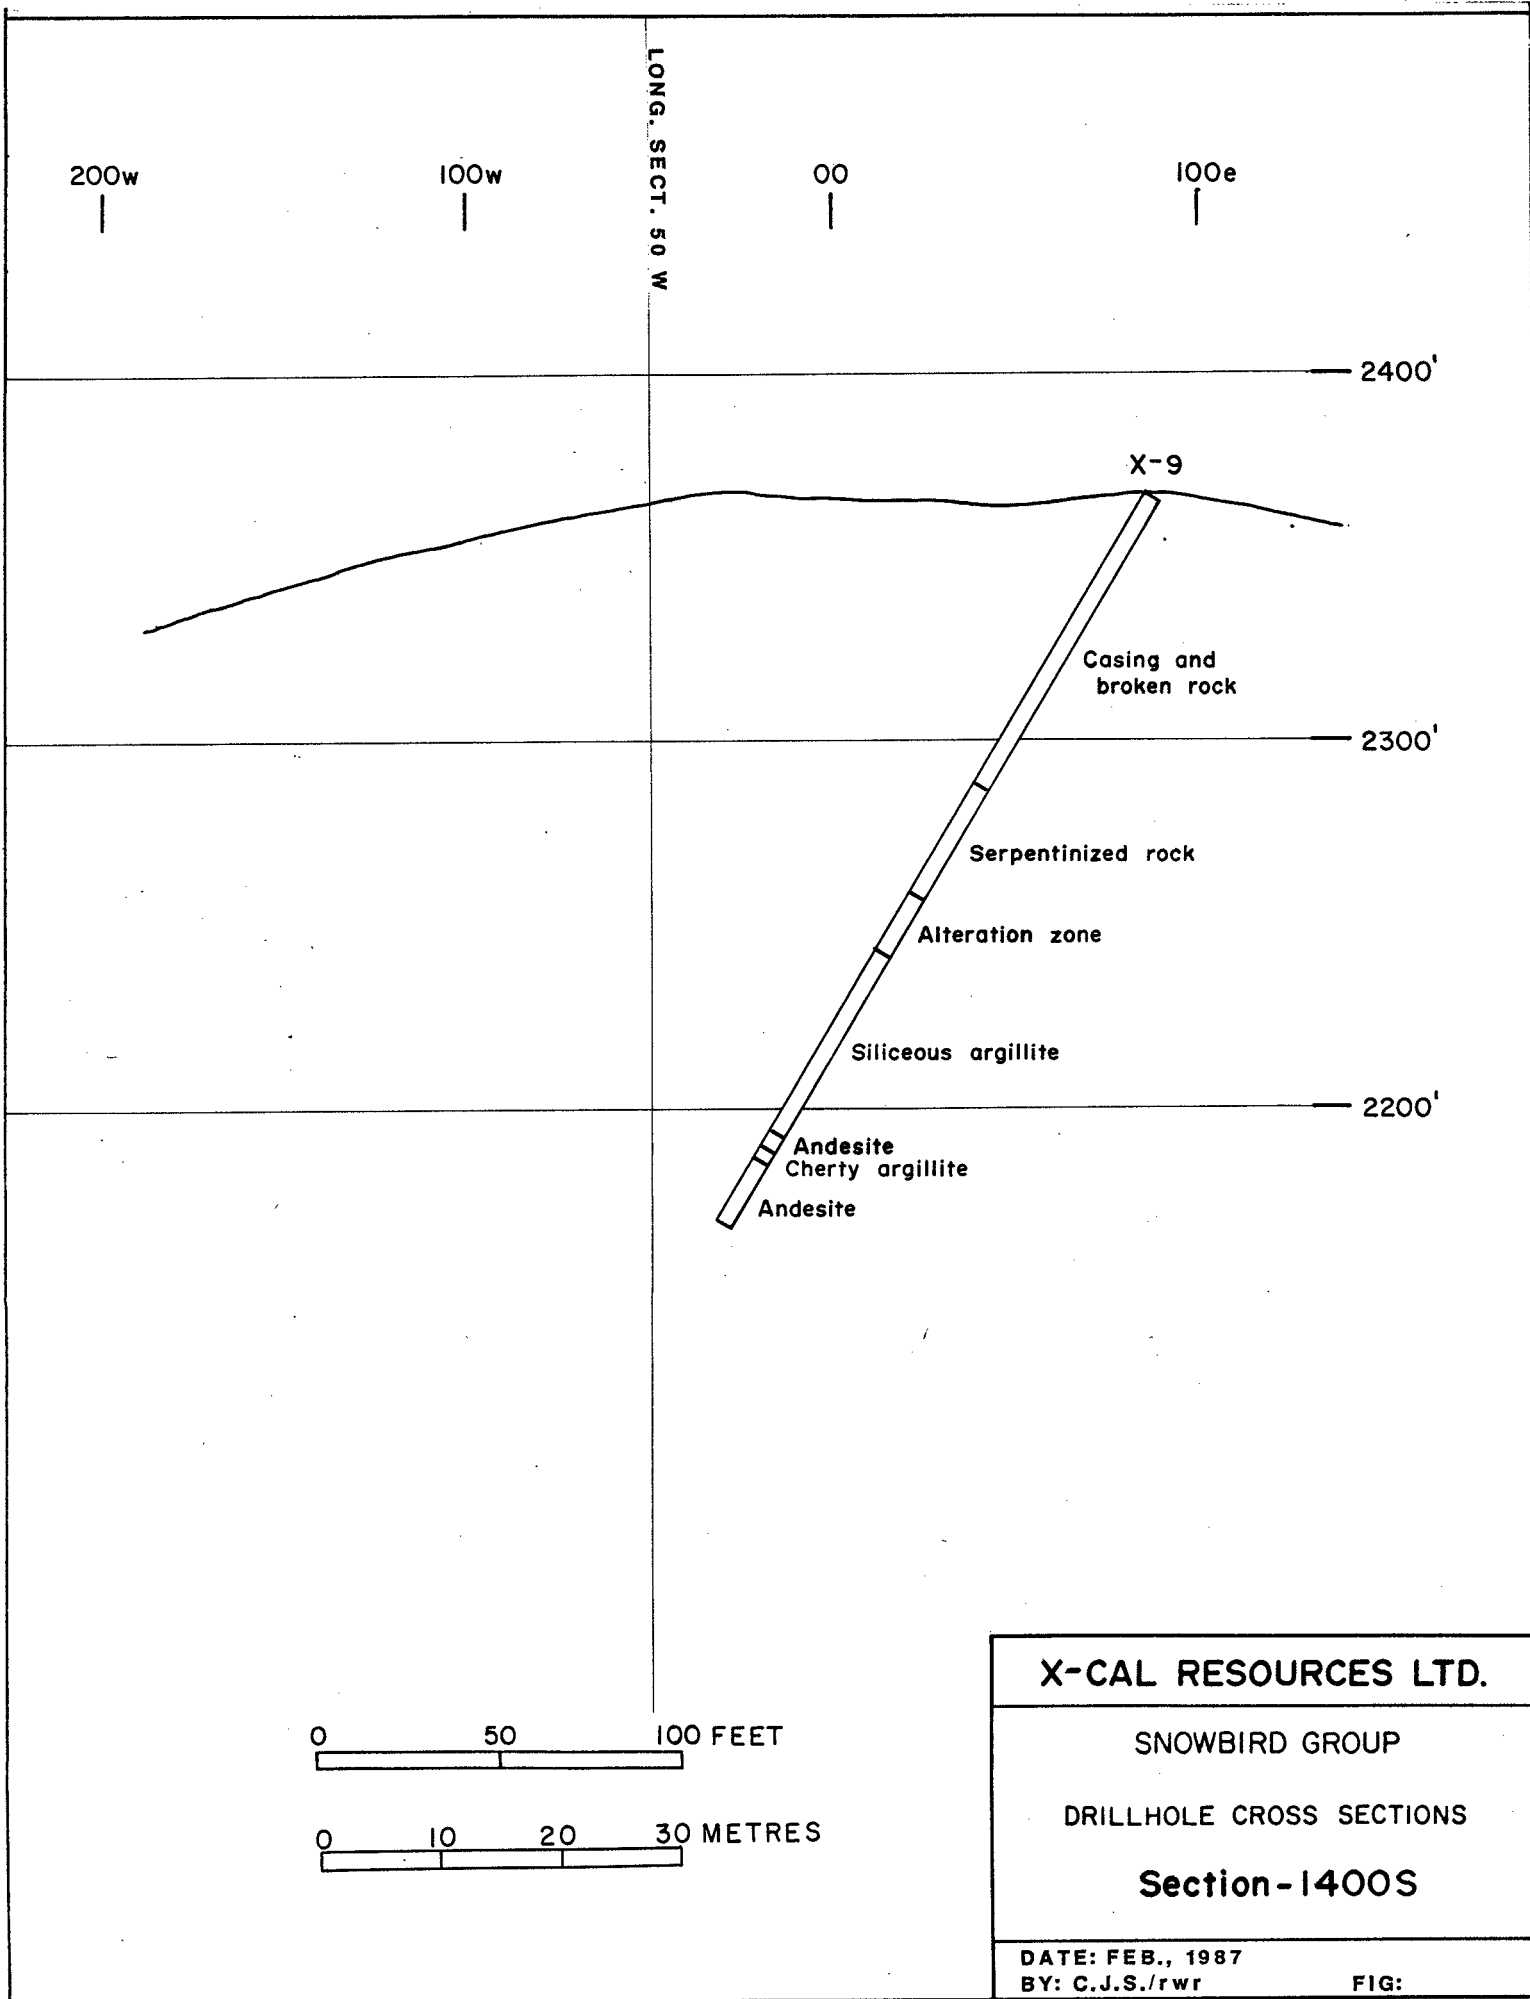 LONG. SECT. 50 W
200w 100w 00 100e
2400'
X-9
Casing and
broken rock
2300'
Serpentinized rock
Alteration zone
Siliceous argillite
2200'
Andesite
Cherty argillite
Andesite
0 50 100 FEET
0 10 20 30 METRES
X-CAL RESOURCES LTD.
SNOWBIRD GROUP
DRILLHOLE CROSS SECTIONS
Section-1400S
DATE: FEB., 1987
BY: C.J.S./rwr FIG: